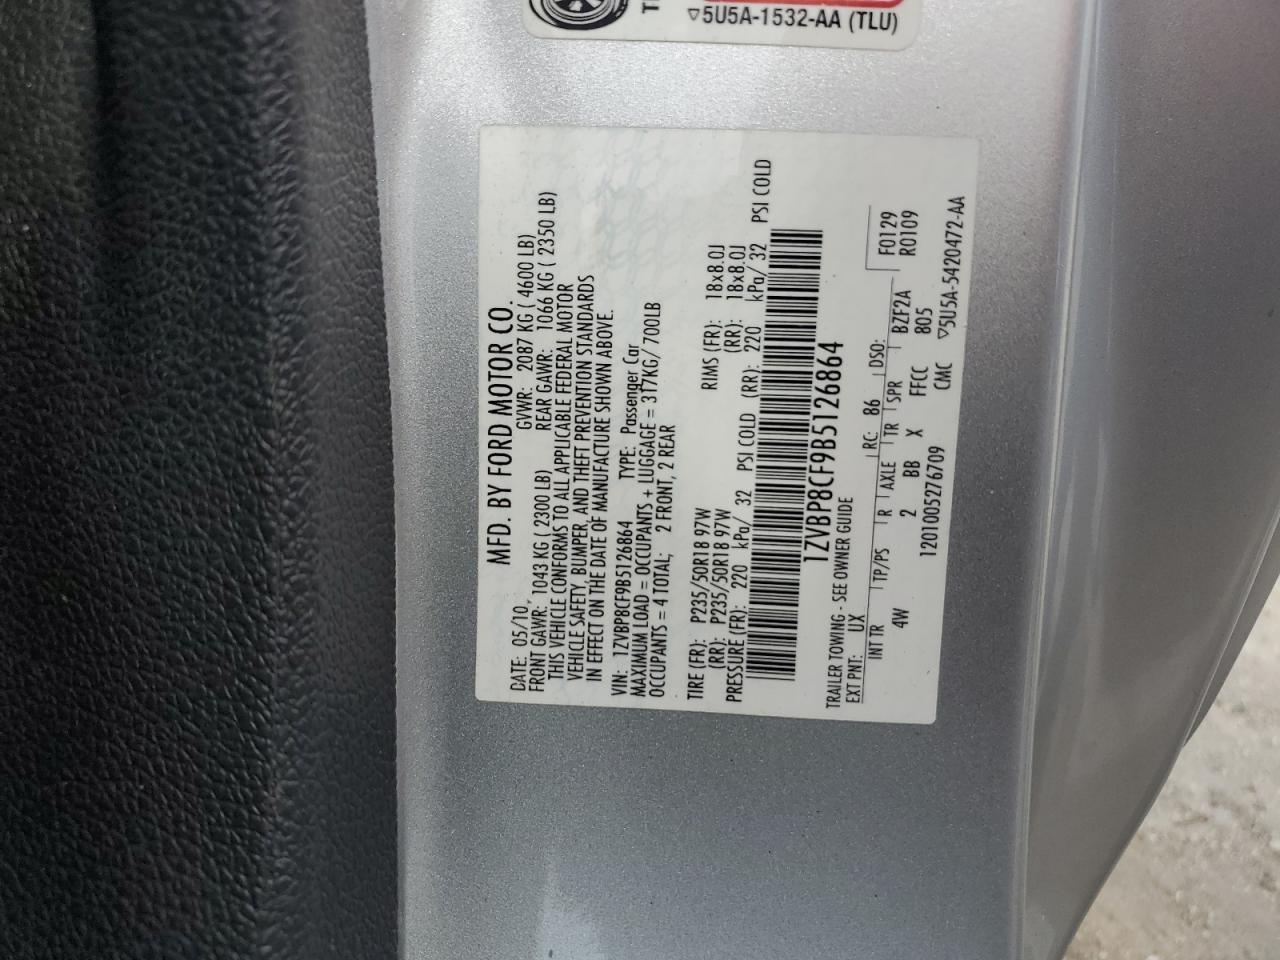 ▽5U5A-1532-AA (TLU)
MFD. BY FORD MOTOR CO.
DATE: 05/10 GVWR: 2087 KG ( 4600 LB)
FRONT GAWR: 1043 KG ( 2300 LB) REAR GAWR: 1066 KG ( 2350 LB)
THIS VEHICLE CONFORMS TO ALL APPLICABLE FEDERAL MOTOR
VEHICLE SAFETY, BUMPER, AND THEFT PREVENTION STANDARDS
IN EFFECT ON THE DATE OF MANUFACTURE SHOWN ABOVE.
VIN: 1ZVBP8CF9B5126864 TYPE: Passenger Car
MAXIMUM LOAD = OCCUPANTS + LUGGAGE = 317KG/ 700LB
OCCUPANTS = 4 TOTAL; 2 FRONT, 2 REAR
TIRE (FR): P235/50R18 97W RIMS (FR): 18x8.0J
(RR): P235/50R18 97W (RR): 18x8.0J
PRESSURE (FR): 220 kPa/ 32 PSI COLD (RR): 220 kPa/ 32 PSI COLD
1ZVBP8CF9B5126864
TRAILER TOWING - SEE OWNER GUIDE
EXT PNT: UX RC: 86 DSO: F0129
INT TR TP/PS R AXLE TR SPR BZF2A R0109
4W 2 BB X FFCC 805
1201005276709 CMC ▽5U5A-5420472-AA